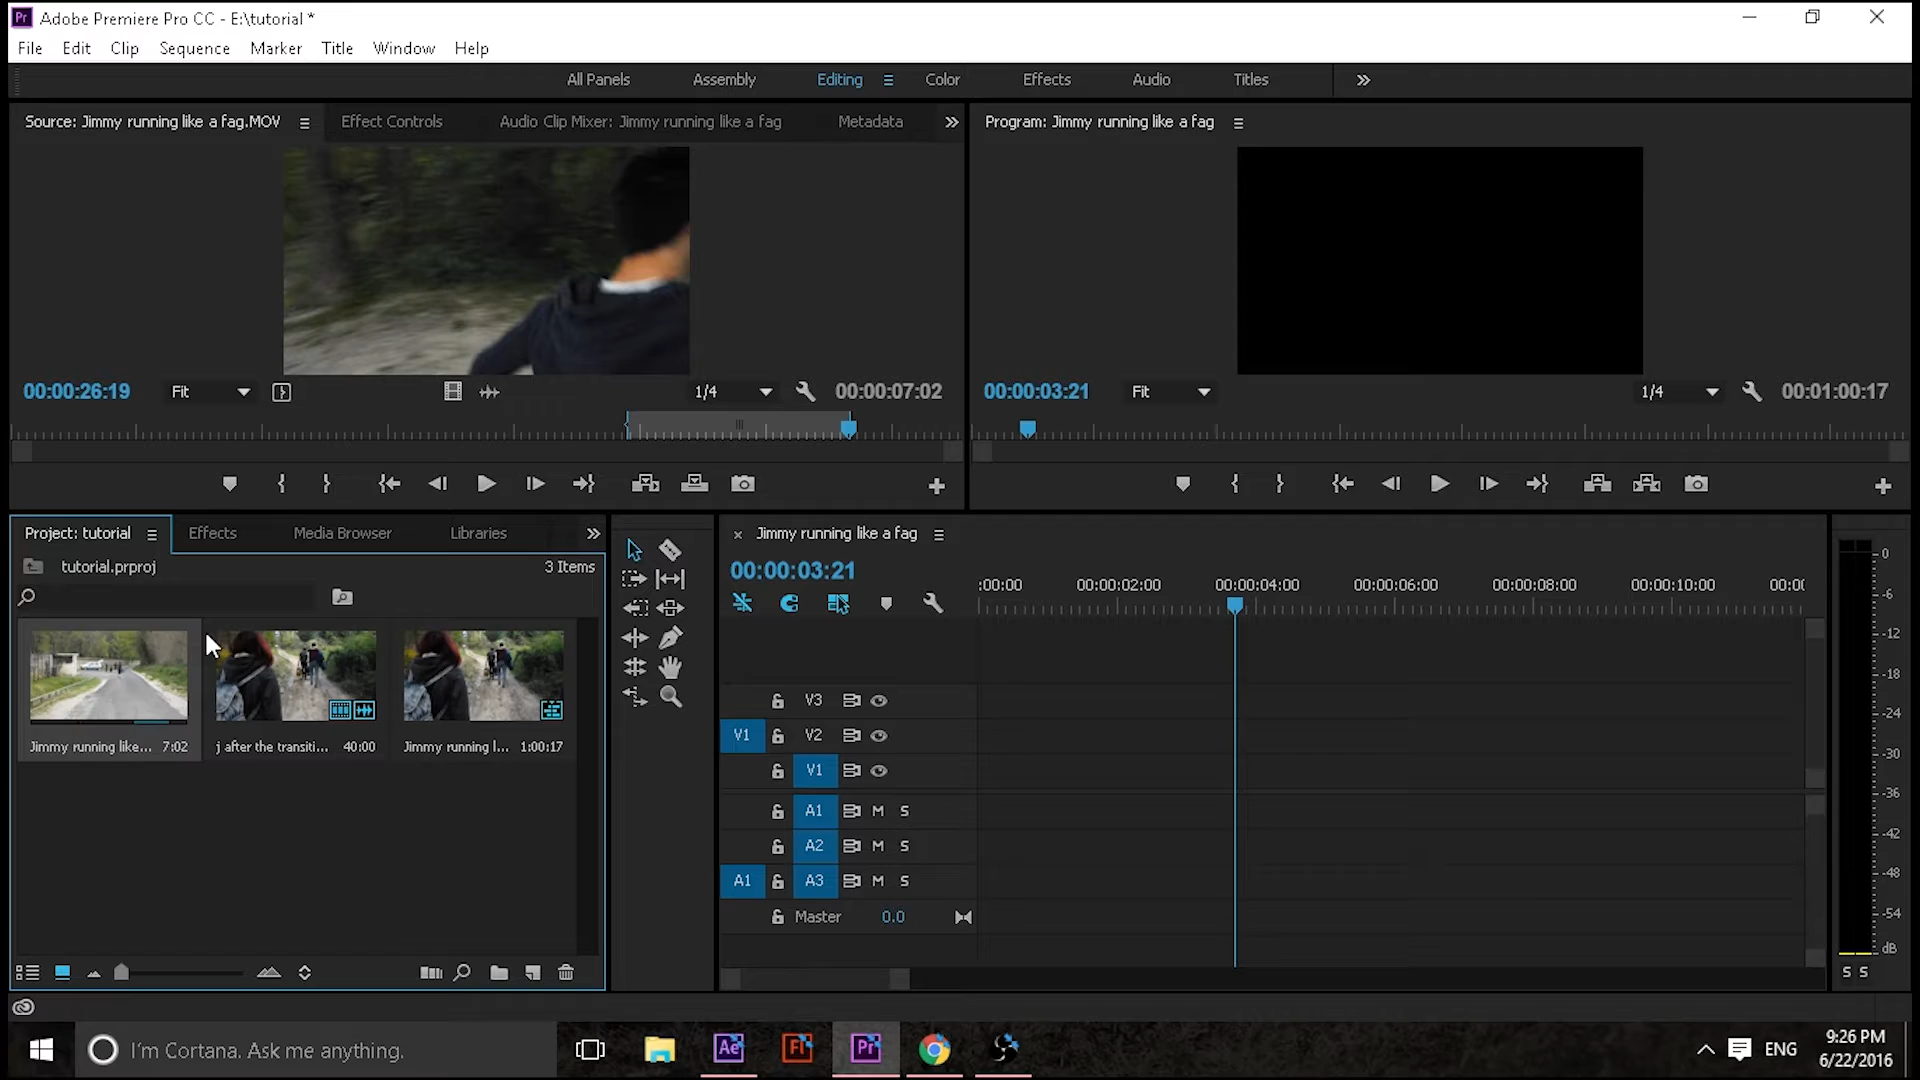 Adobe Premiere Pro CC - E:\tutorial *
File Edit Clip Sequence Marker Title Window Help
All Panels Assembly Editing Color Effects Audio Titles
Source: Jimmy running like a fag.MOV Effect Controls Audio Clip Mixer: Jimmy running like a fag Metadata
Program: Jimmy running like a fag
00:00:26:19 Fit 1/4 00:00:07:02
00:00:03:21 Fit 1/4 00:01:00:17
Project: tutorial Effects Media Browser Libraries
tutorial.prproj 3 Items
Jimmy running like... 7:02
j after the transiti... 40:00
Jimmy running l... 1:00:17
× Jimmy running like a fag
00:00:03:21
:00:00 00:00:02:00 00:00:04:00 00:00:06:00 00:00:08:00 00:00:10:00 00:0
V3
V1 V2
V1
A1 M S
A2 M S
A1 A3 M S
Master 0.0
0
-6
-12
-18
-24
-30
-36
-42
-48
-54
dB
S S
I'm Cortana. Ask me anything.
Ae Fl Pr
ENG
9:26 PM
6/22/2016